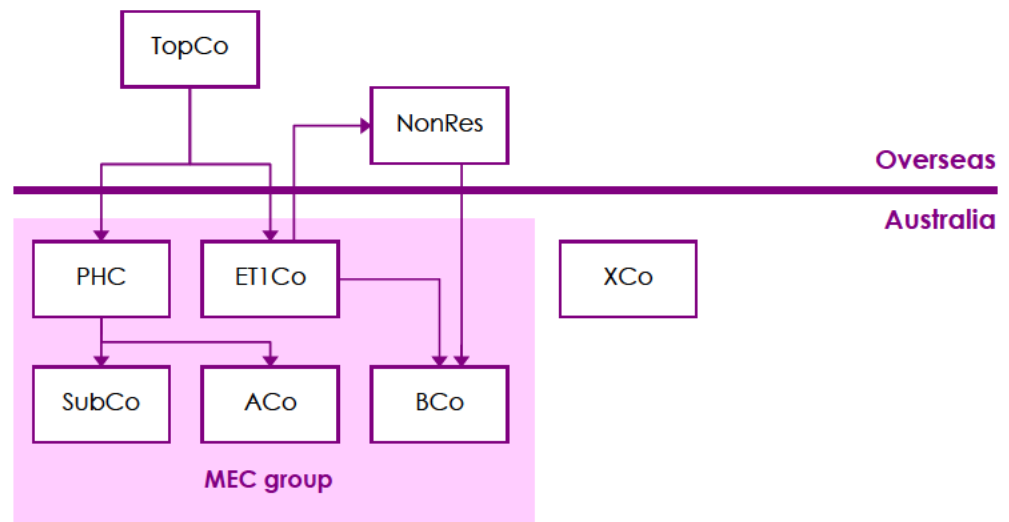 TopCo
NonRes
Overseas
Australia
PHC
ET1Co
XCo
SubCo
ACo
BCo
MEC group